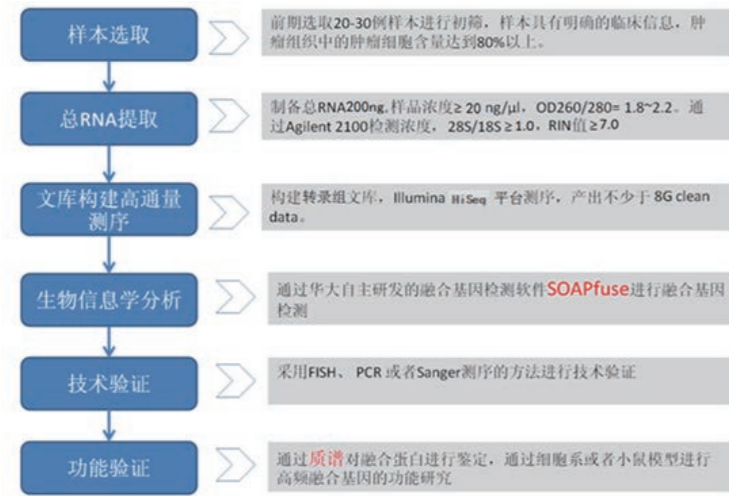 样本选取
前期选取20-30例样本进行初筛，样本具有明确的临床信息，肿
瘤组织中的肿瘤细胞含量达到80%以上。
总RNA提取
制备总RNA200ng,样品浓度≥ 20 ng/μl，OD260/280= 1.8~2.2。通
过Agilent 2100检测浓度，28S/18S ≥ 1.0，RIN值 ≥7.0
文库构建高通量
测序
构建转录组文库，Illumina HiSeq 平台测序，产出不少于 8G clean
data。
生物信息学分析
通过华大自主研发的融合基因检测软件SOAPfuse进行融合基因
检测
技术验证
采用FISH、 PCR 或者Sanger测序的方法进行技术验证
功能验证
通过质谱对融合蛋白进行鉴定，通过细胞系或者小鼠模型进行
高频融合基因的功能研究